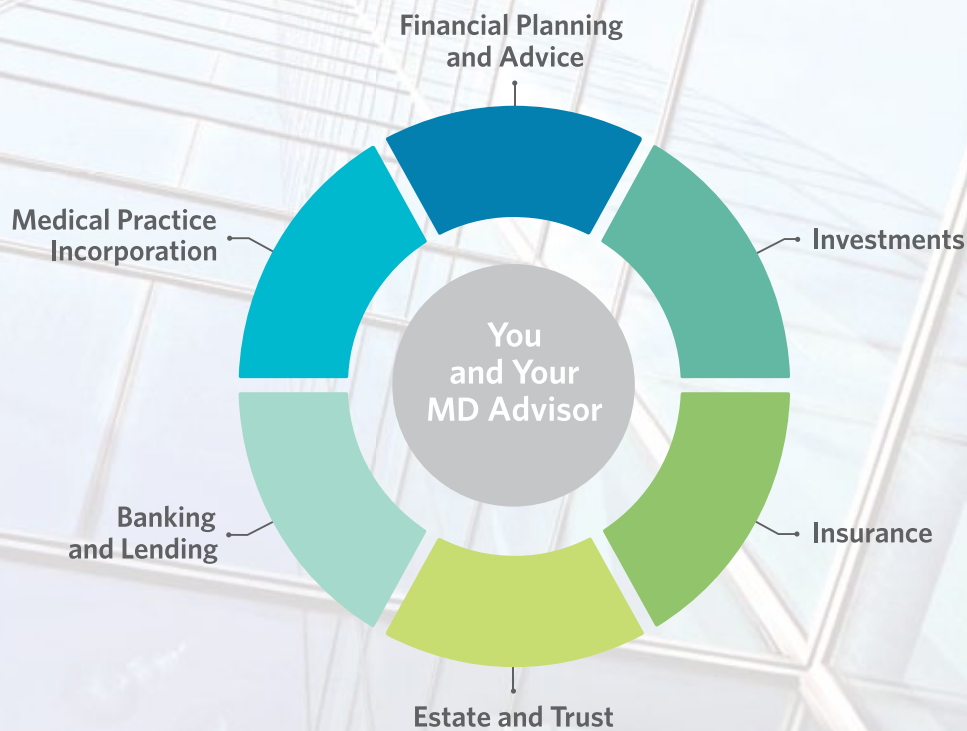 Financial Planning
and Advice
Medical Practice
Incorporation
Investments
You
and Your
MD Advisor
Banking
and Lending
Insurance
Estate and Trust